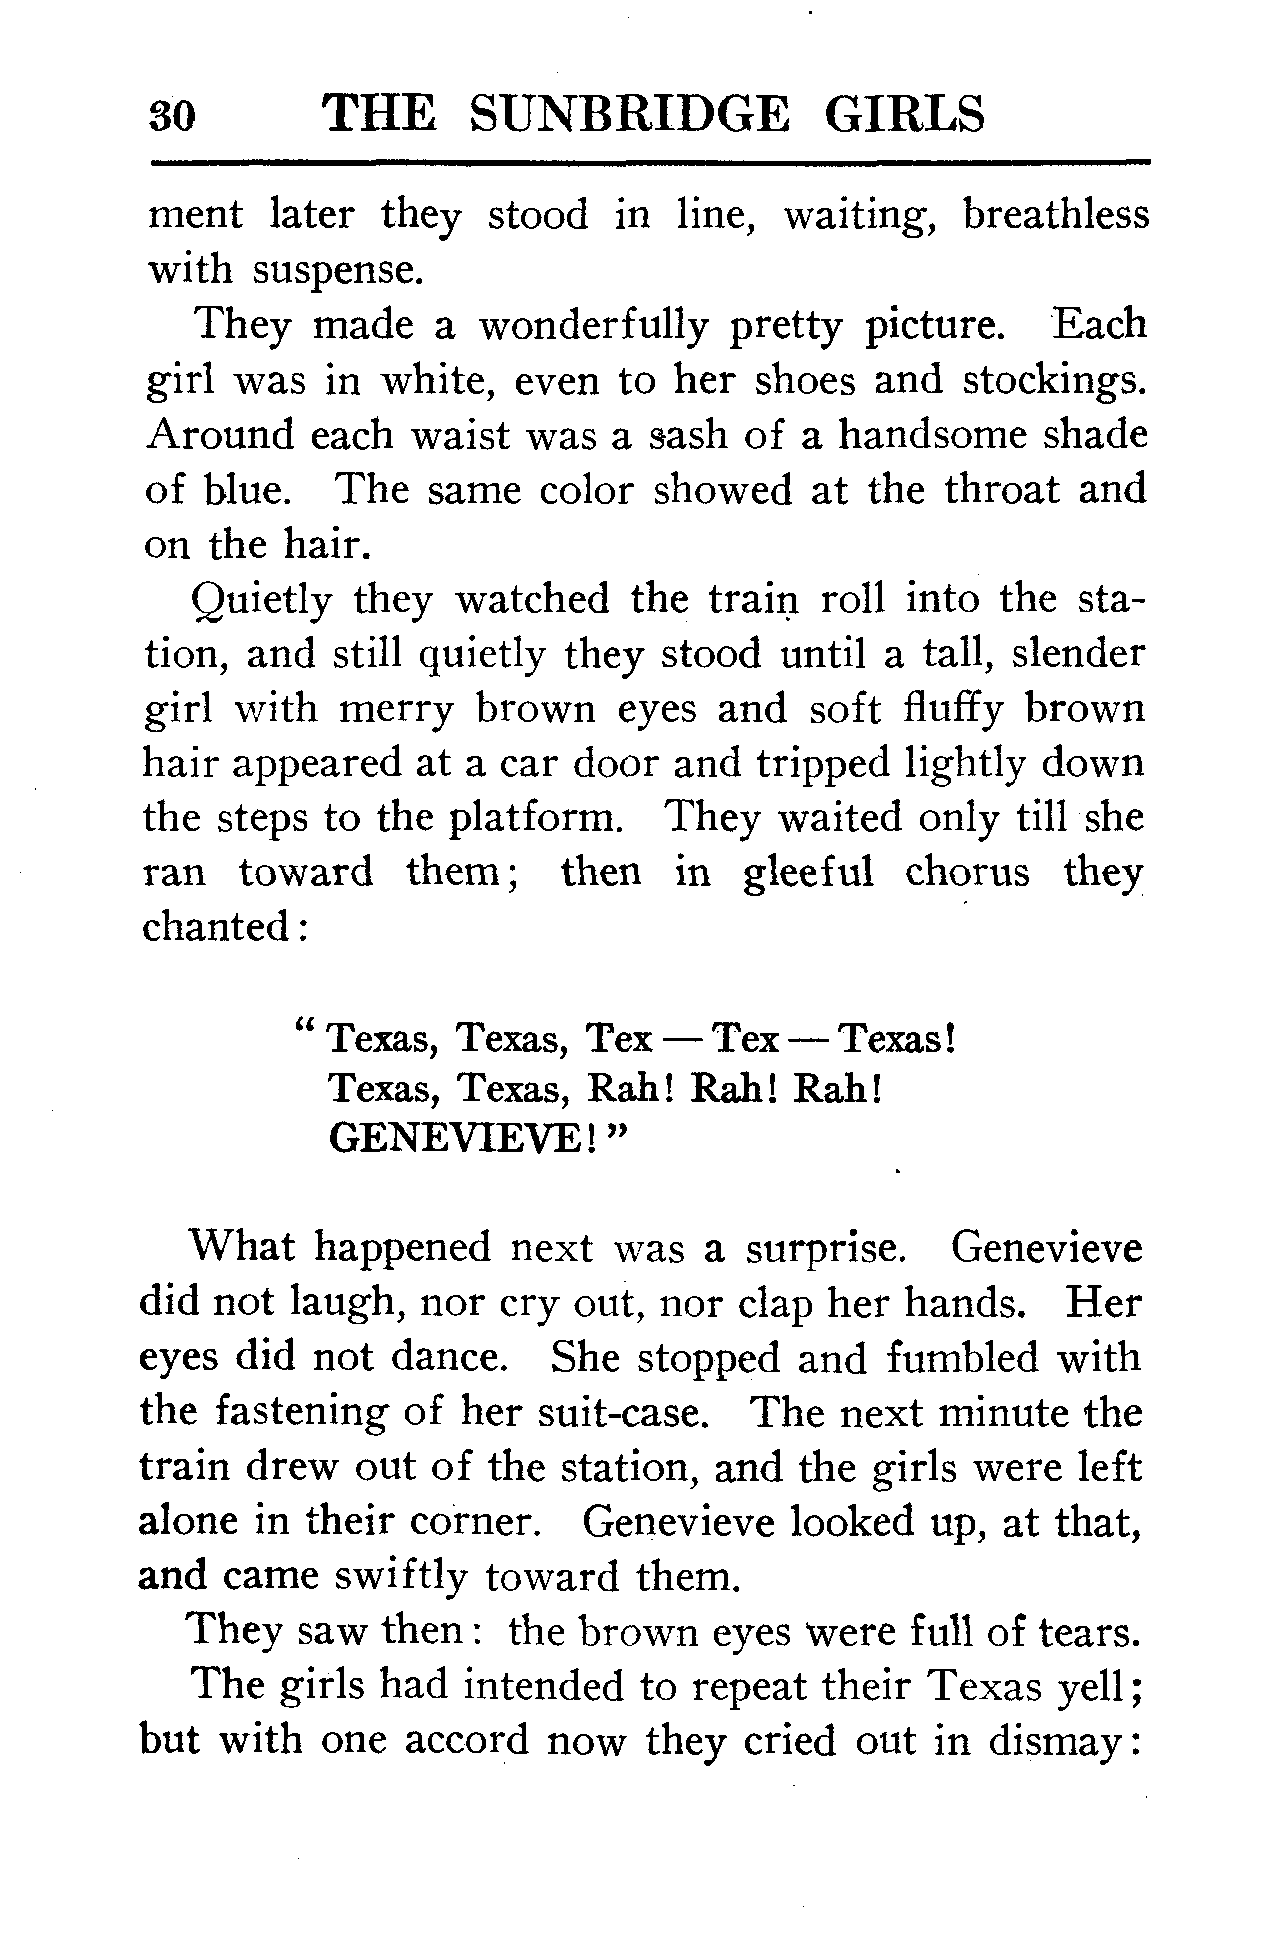 30 THE SUNBRIDGE GIRLS
ment later they stood in line, waiting, breathless
with suspense.
They made a wonderfully pretty picture. Each
girl was in white, even to her shoes and stockings.
Around each waist was a sash of a handsome shade
of blue. The same color showed at the throat and
on the hair.
Quietly they watched the train roll into the sta-
tion, and still quietly they stood until a tall, slender
girl with merry brown eyes and soft fluffy brown
hair appeared at a car door and tripped lightly down
the steps to the platform. They waited only till she
ran toward them; then in gleeful chorus they
chanted:
“ Texas, Texas, Tex — Tex — Texas!
Texas, Texas, Rah! Rah! Rah!
GENEVIEVE! ”
What happened next was a surprise. Genevieve
did not laugh, nor cry out, nor clap her hands. Her
eyes did not dance. She stopped and fumbled with
the fastening of her suit-case. The next minute the
train drew out of the station, and the girls were left
alone in their corner. Genevieve looked up, at that,
and came swiftly toward them.
They saw then: the brown eyes were full of tears.
The girls had intended to repeat their Texas yell;
but with one accord now they cried out in dismay: